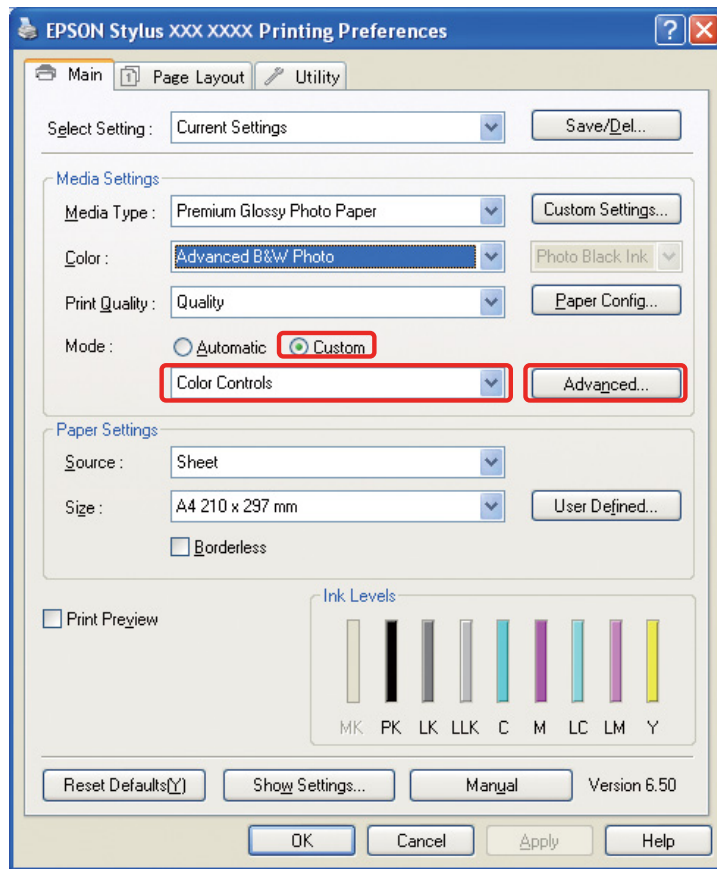 EPSON Stylus XXX XXXX Printing Preferences
Main
Page Layout
Utility
Select Setting :
Current Settings
Save/Del...
Media Settings
Media Type :
Premium Glossy Photo Paper
Custom Settings...
Color :
Advanced B&W Photo
Photo Black Ink
Print Quality :
Quality
Paper Config...
Mode :
Automatic
Custom
Color Controls
Advanced...
Paper Settings
Source :
Sheet
Size :
A4 210 x 297 mm
User Defined...
Borderless
Print Preview
Ink Levels
MK PK LK LLK C M LC LM Y
Reset Defaults(Y)
Show Settings...
Manual
Version 6.50
OK
Cancel
Apply
Help